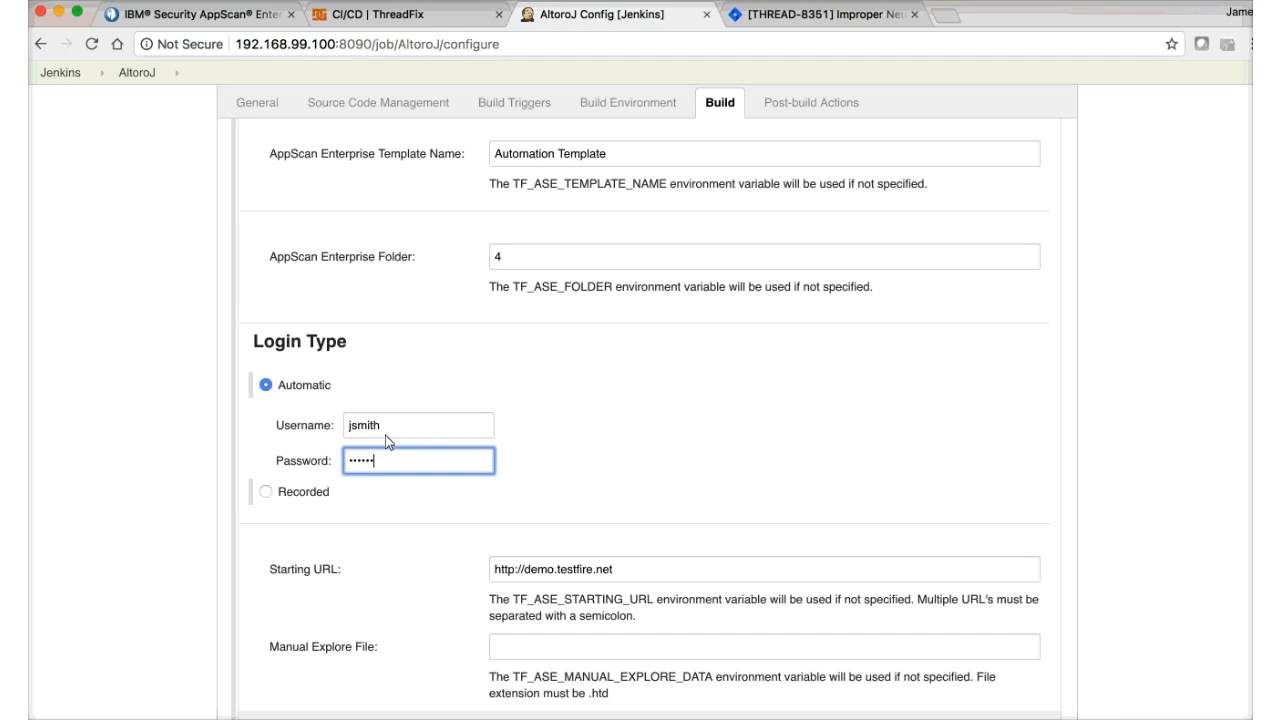 IBM® Security AppScan® Enter
CI/CD | ThreadFix
AltoroJ Config [Jenkins]
[THREAD-8351] Improper Neu
Jame
Not Secure
192.168.99.100:8090/job/AltoroJ/configure
Jenkins
AltoroJ
General
Source Code Management
Build Triggers
Build Environment
Build
Post-build Actions
AppScan Enterprise Template Name:
Automation Template
The TF_ASE_TEMPLATE_NAME environment variable will be used if not specified.
AppScan Enterprise Folder:
4
The TF_ASE_FOLDER environment variable will be used if not specified.
Login Type
Automatic
Username:
jsmith
Password:
••••••
Recorded
Starting URL:
http://demo.testfire.net
The TF_ASE_STARTING_URL environment variable will be used if not specified. Multiple URL's must be
separated with a semicolon.
Manual Explore File:
The TF_ASE_MANUAL_EXPLORE_DATA environment variable will be used if not specified. File
extension must be .htd